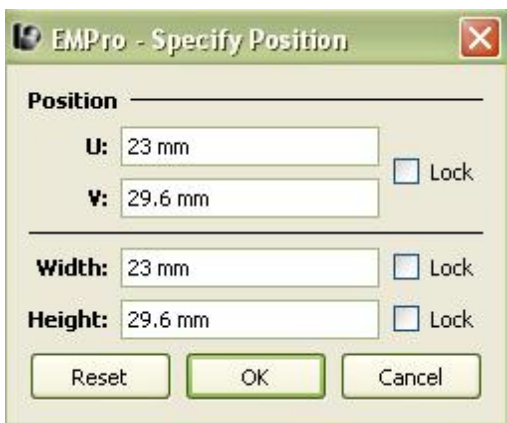 EMPro - Specify Position
Position
U: 23 mm
V: 29.6 mm
Lock
Width: 23 mm Lock
Height: 29.6 mm Lock
Reset OK Cancel